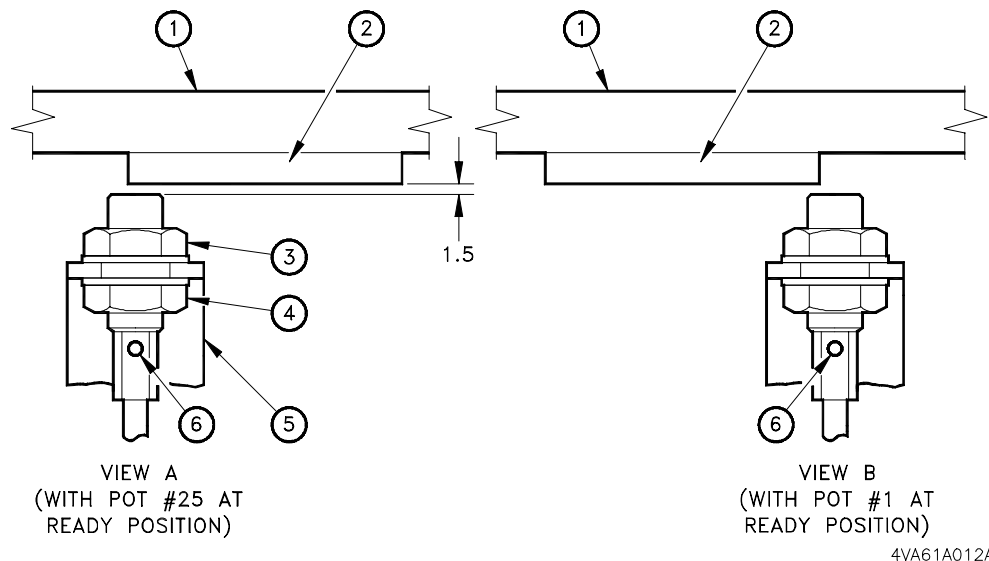 1 2 1 2
3
1.5
4
6 5 6
VIEW A
(WITH POT #25 AT
READY POSITION)
VIEW B
(WITH POT #1 AT
READY POSITION)
4VA61A012A